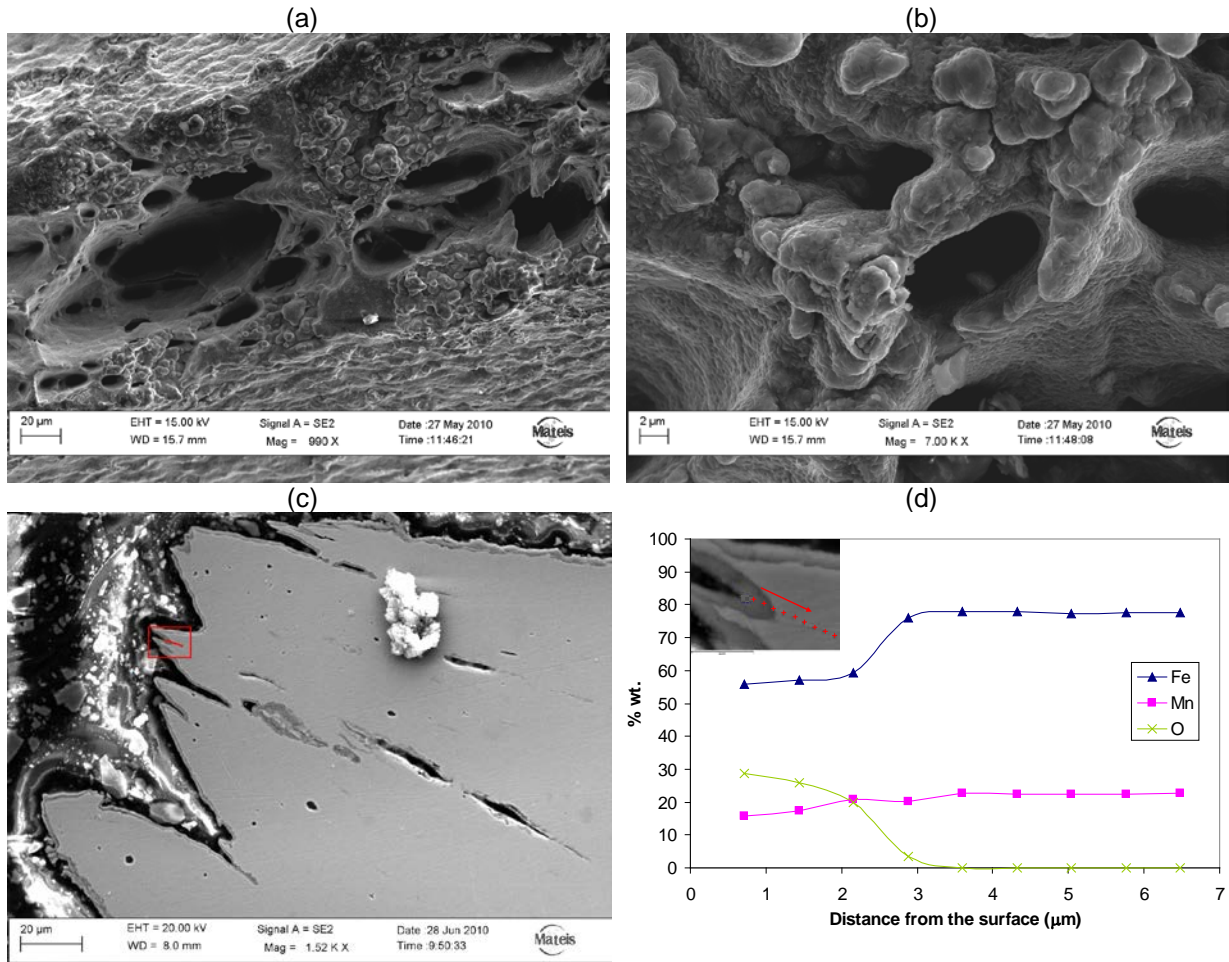 (a)
20 µm
EHT = 15.00 kV
WD = 15.7 mm
Signal A = SE2
Mag = 990 X
Date :27 May 2010
Time :11:46:21
Mateis
(b)
2 µm
EHT = 15.00 kV
WD = 15.7 mm
Signal A = SE2
Mag = 7.00 K X
Date :27 May 2010
Time :11:48:08
Mateis
(c)
20 µm
EHT = 20.00 kV
WD = 8.0 mm
Signal A = SE2
Mag = 1.52 K X
Date :28 Jun 2010
Time :9:50:33
Mateis
(d)
% wt.
100
90
80
70
60
50
40
30
20
10
0
0 1 2 3 4 5 6 7
Distance from the surface (µm)
Fe
Mn
O